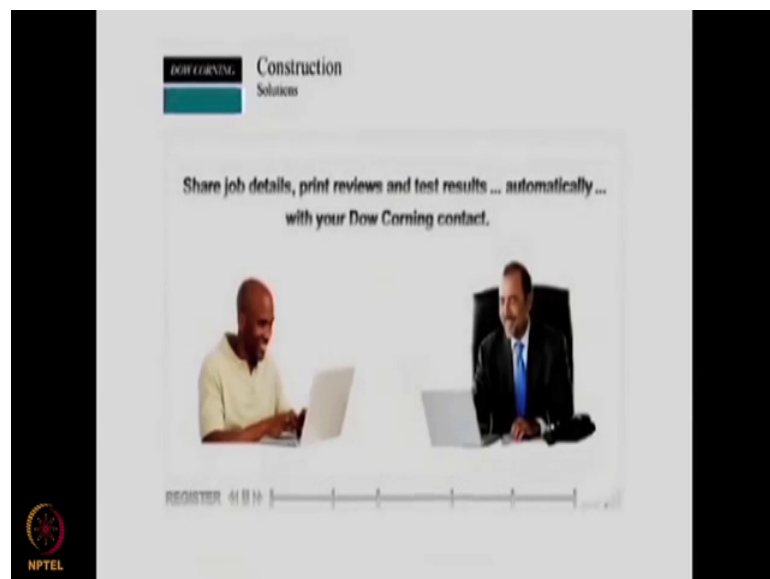 DOW CORNING
Construction
Solutions
Share job details, print reviews and test results ... automatically ...
with your Dow Corning contact.
REGISTER
NPTEL